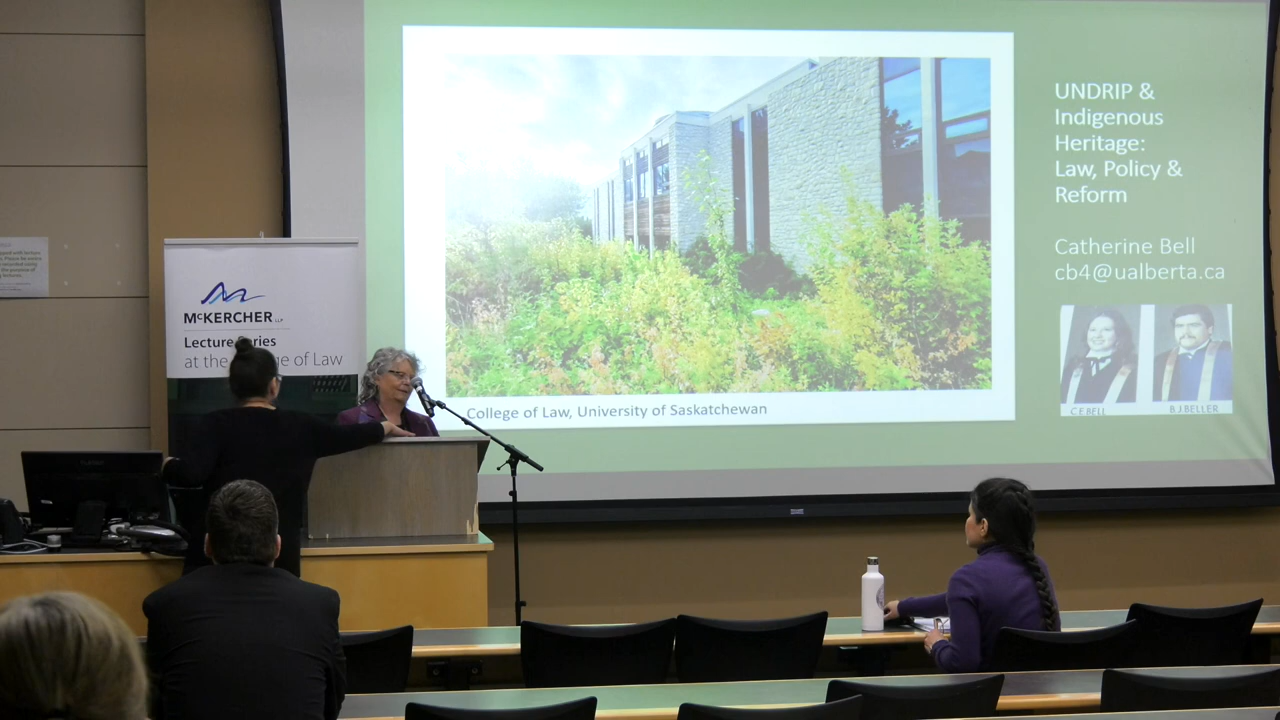 UNDRIP &
Indigenous
Heritage:
Law, Policy &
Reform
Catherine Bell
cb4@ualberta.ca
C.E.BELL
B.J.BELLER
College of Law, University of Saskatchewan
McKERCHER LLP
Lecture Series
at the of Law